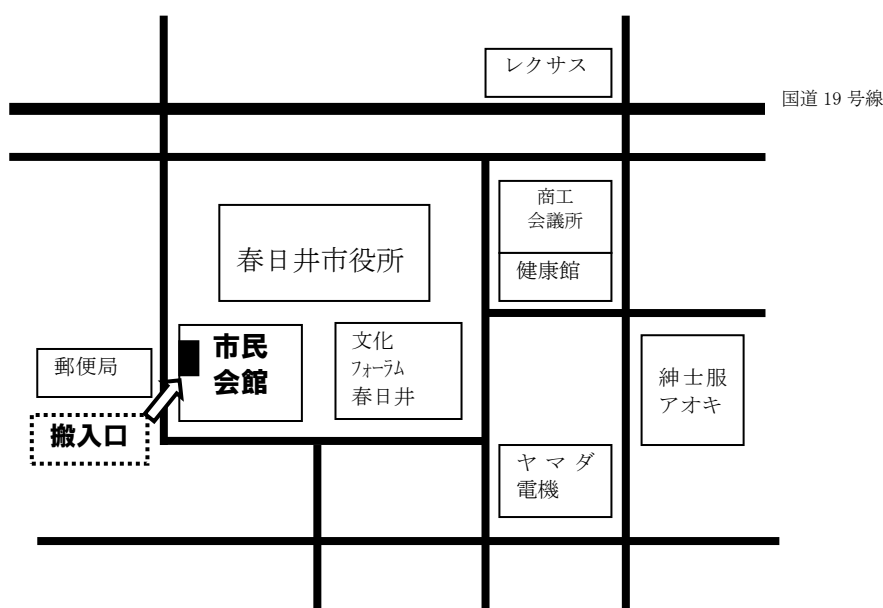 レクサス
国道 19 号線
商工
会議所
春日井市役所
健康館
市民
会館
文化
フォーラム
春日井
郵便局
紳士服
アオキ
搬入口
ヤマダ
電機